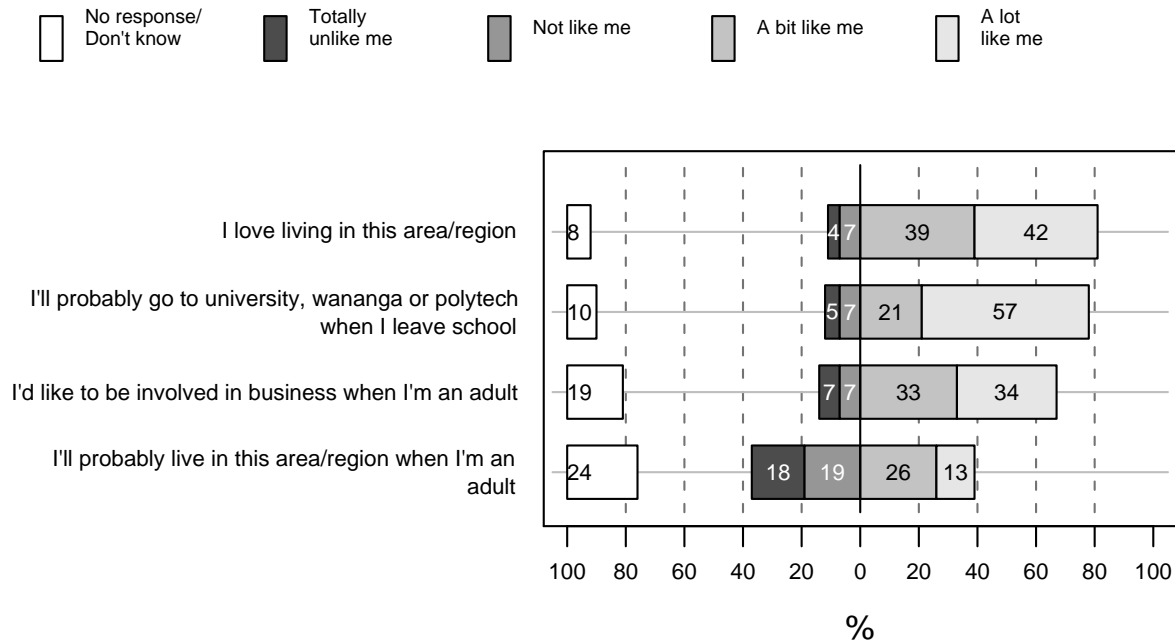 No response/
Don't know
Totally
unlike me
Not like me
A bit like me
A lot
like me
I love living in this area/region
8
4
7
39
42
I'll probably go to university, wananga or polytech
when I leave school
10
5
7
21
57
I'd like to be involved in business when I'm an adult
19
7
7
33
34
I'll probably live in this area/region when I'm an
adult
24
18
19
26
13
100 80 60 40 20 0 20 40 60 80 100
%